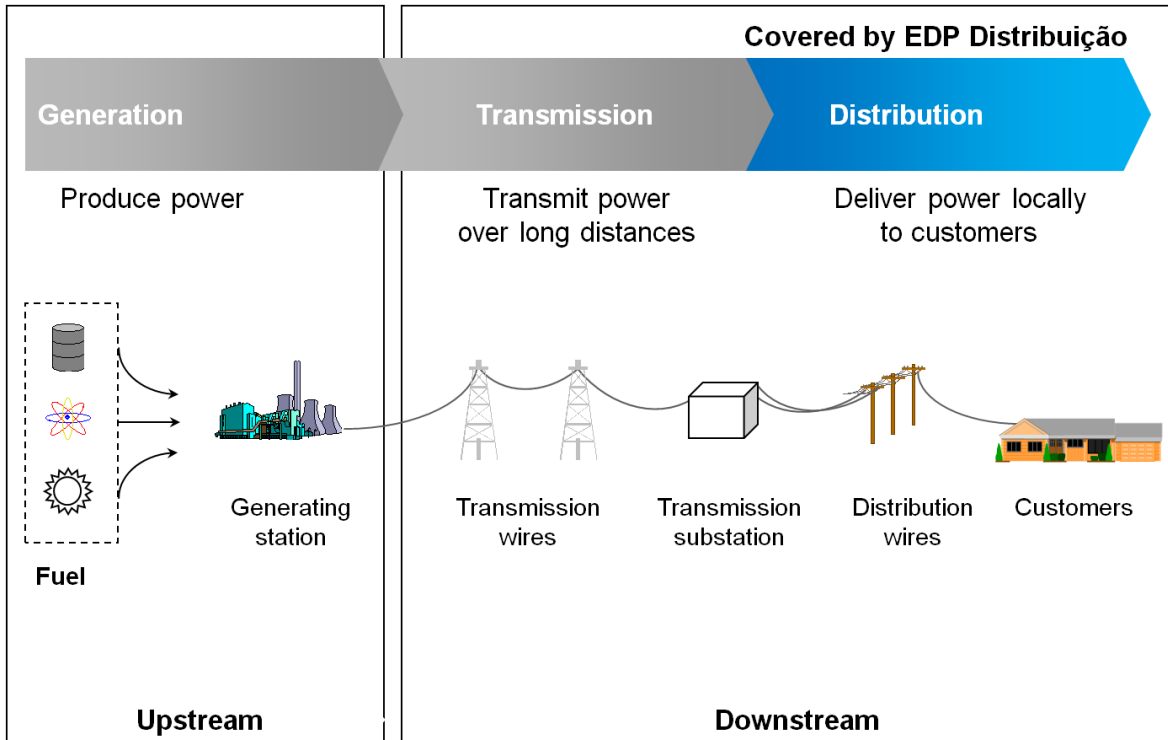 Covered by EDP Distribuição
Generation
Transmission
Distribution
Produce power
Transmit power
over long distances
Deliver power locally
to customers
Generating
station
Transmission
wires
Transmission
substation
Distribution
wires
Customers
Fuel
Upstream
Downstream